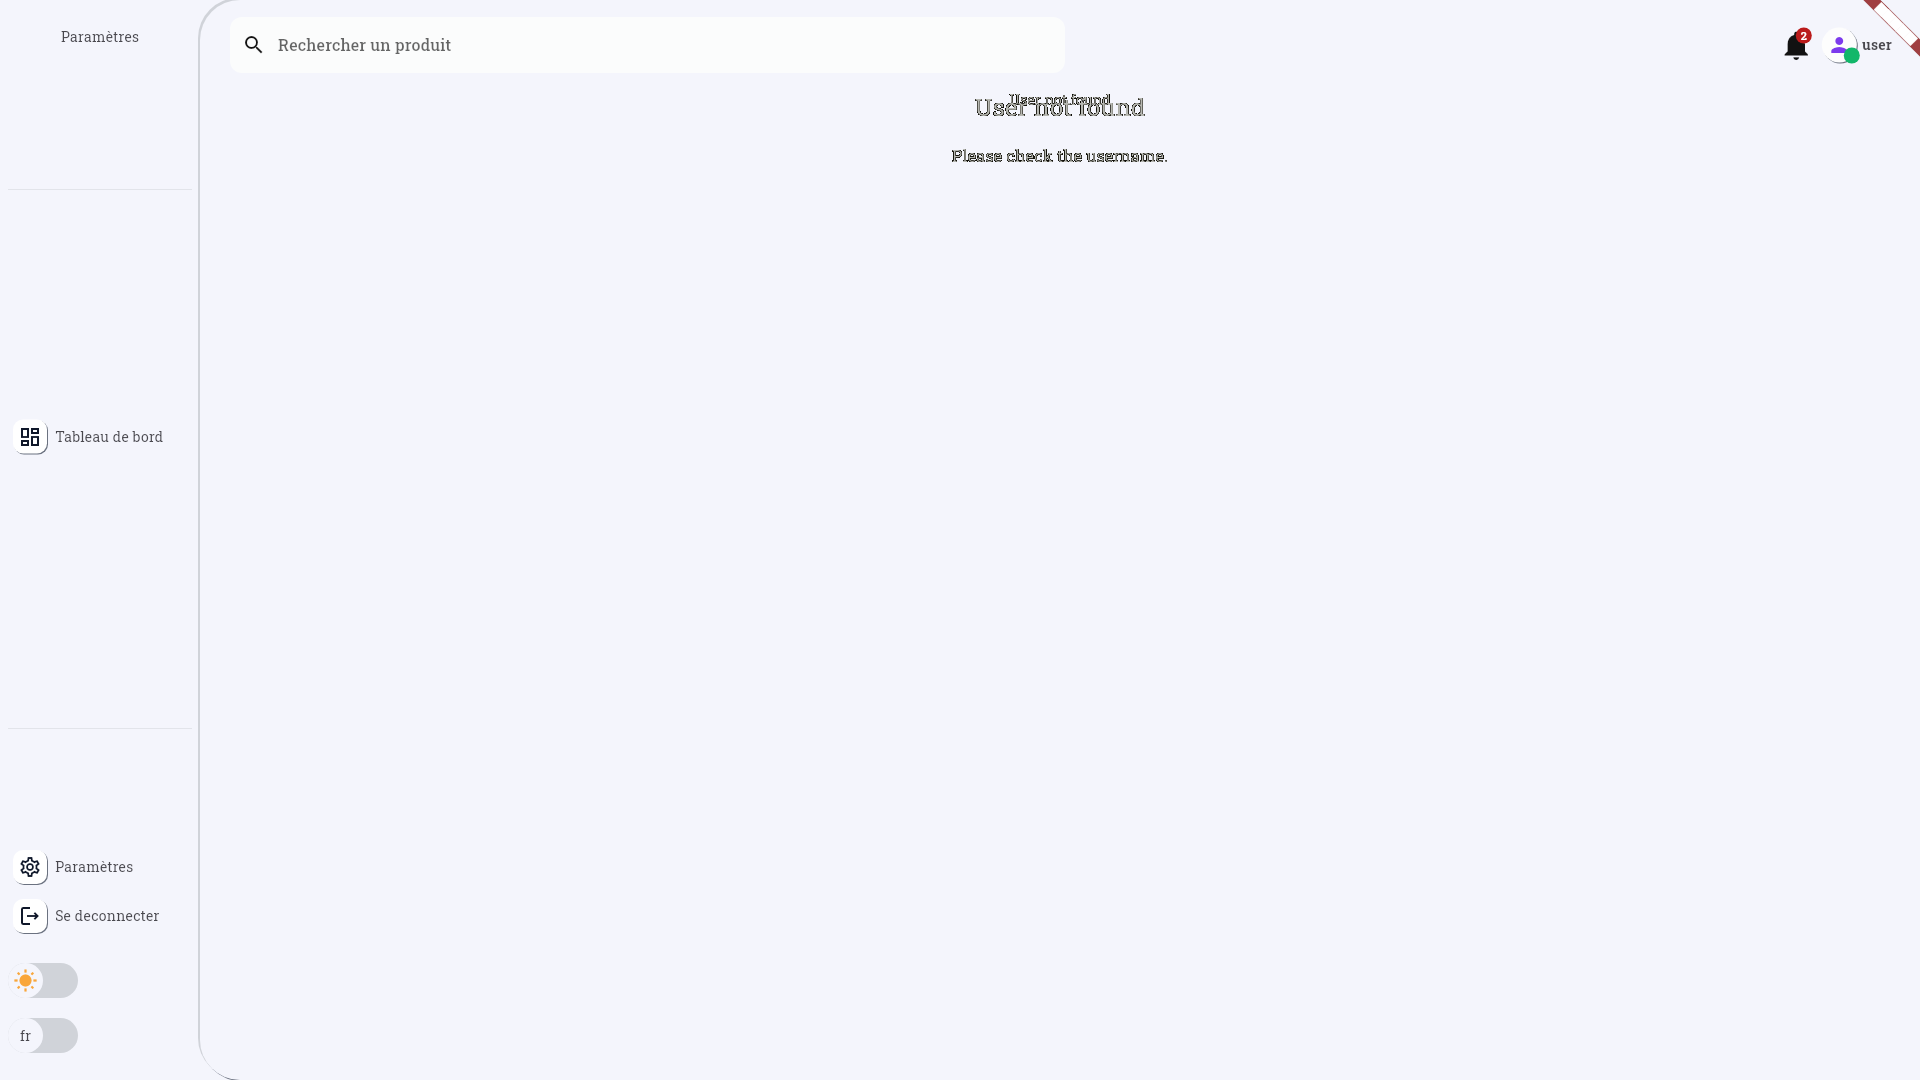 Paramètres
Rechercher un produit
2
user
User not found
User not found
Please check the username.
Tableau de bord
Paramètres
Se deconnecter
fr